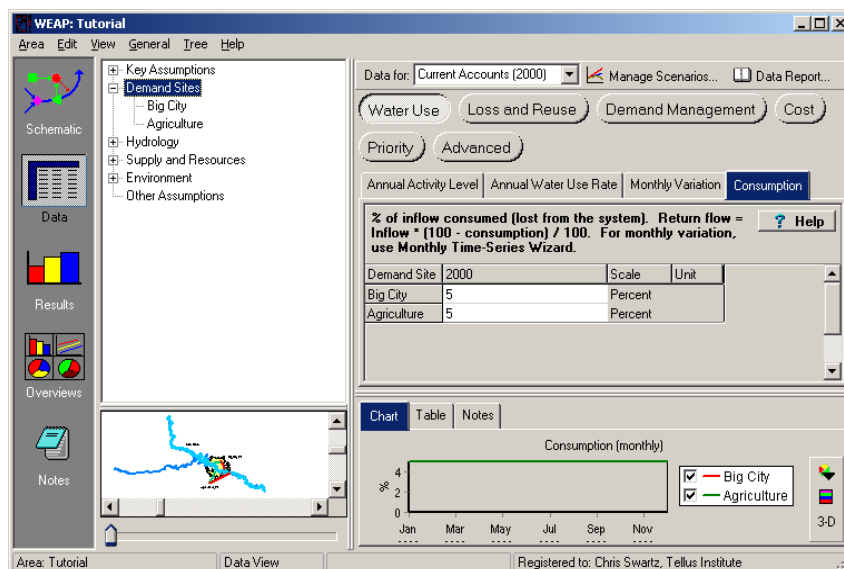 WEAP: Tutorial
Area Edit View General Tree Help
Schematic
Data
Results
Overviews
Notes
Key Assumptions
Demand Sites
Big City
Agriculture
Hydrology
Supply and Resources
Environment
Other Assumptions
Data for: Current Accounts (2000) Manage Scenarios... Data Report...
Water Use Loss and Reuse Demand Management Cost
Priority Advanced
Annual Activity Level Annual Water Use Rate Monthly Variation Consumption
% of inflow consumed (lost from the system). Return flow =
Inflow * (100 - consumption) / 100. For monthly variation,
use Monthly Time-Series Wizard.
? Help
Demand Site 2000 Scale Unit
Big City 5 Percent
Agriculture 5 Percent
Chart Table Notes
Consumption (monthly)
%
4
2
0
Jan Mar May Jul Sep Nov
Big City
Agriculture
3-D
Area: Tutorial Data View Registered to: Chris Swartz, Tellus Institute